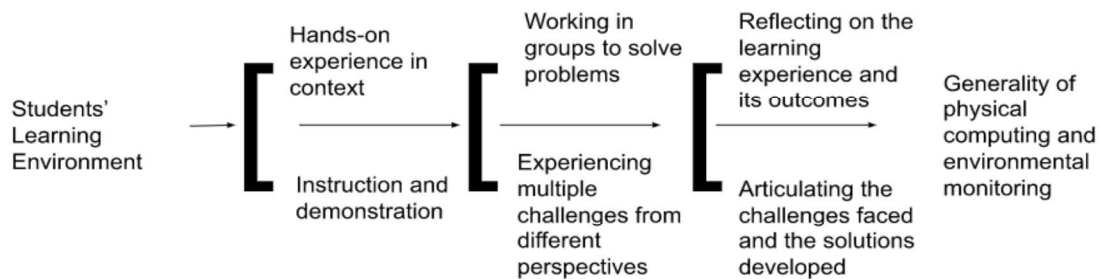 Students'
Learning
Environment
Hands-on
experience in
context
Instruction and
demonstration
Working in
groups to solve
problems
Experiencing
multiple
challenges from
different
perspectives
Reflecting on the
learning
experience and
its outcomes
Articulating the
challenges faced
and the solutions
developed
Generality of
physical
computing and
environmental
monitoring